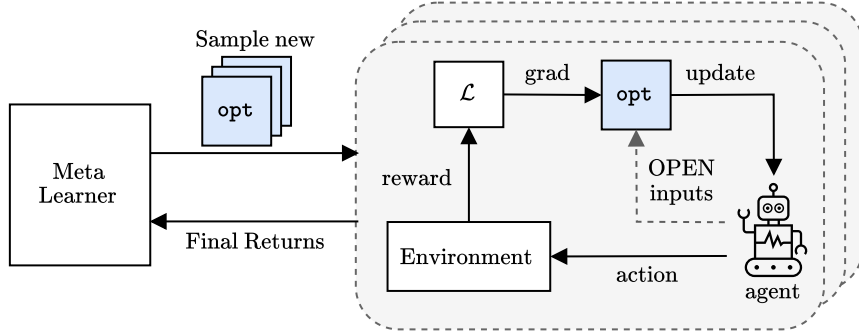 Sample new
opt
Meta
Learner
Final Returns
ℒ
grad
opt
update
reward
OPEN
inputs
Environment
action
agent